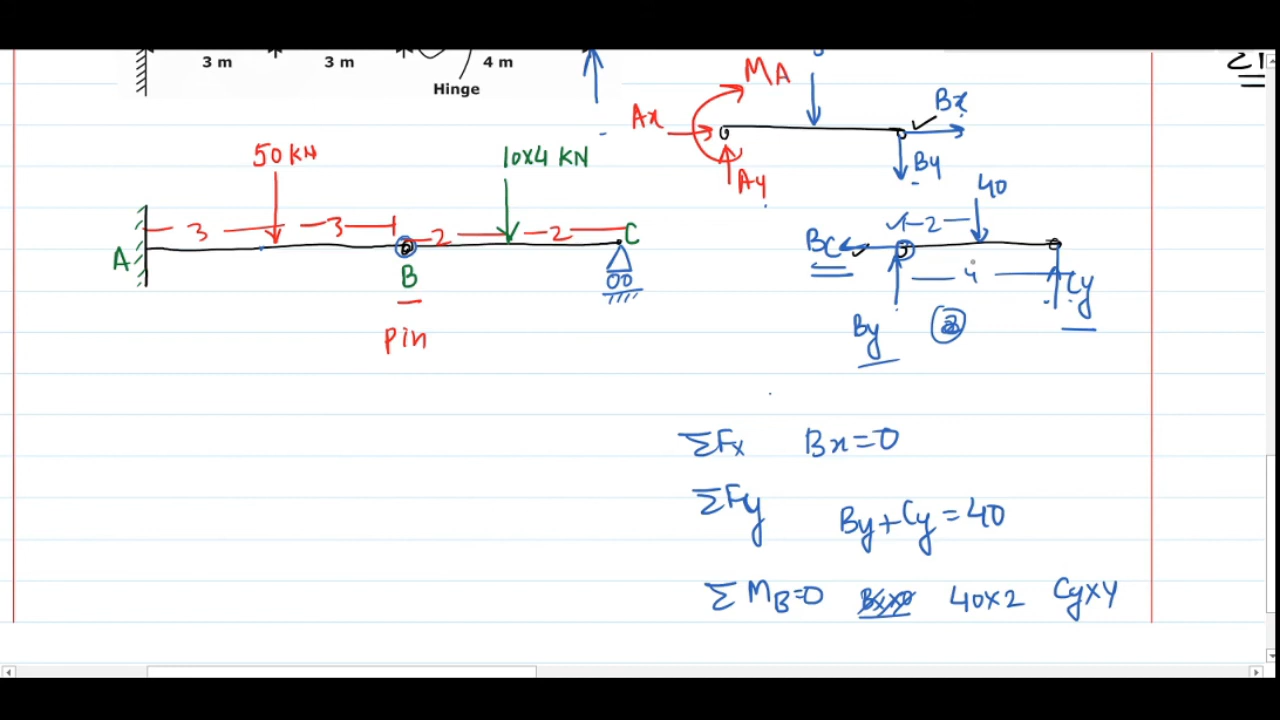 3 m 3 m 4 m
Hinge
MA
Ax
Ay
Bx
By
50 KN
10x4 KN
3 3 2 2
A
B
C
Pin
40
2
BC
4
Cy
By
2
ΣFx Bx=0
ΣFy By+Cy=40
ΣMB=0 40x2 Cyx4